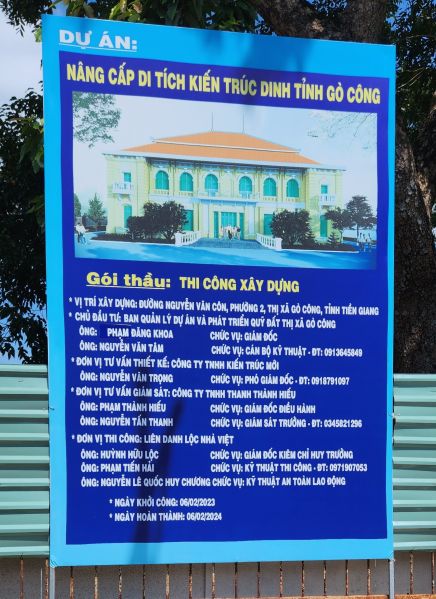 DỰ ÁN:
NÂNG CẤP DI TÍCH KIẾN TRÚC DINH TỈNH GÒ CÔNG
Gói thầu: THI CÔNG XÂY DỰNG
* VỊ TRÍ XÂY DỰNG: ĐƯỜNG NGUYỄN VĂN CÔN, PHƯỜNG 2, THỊ XÃ GÒ CÔNG, TỈNH TIỀN GIANG
* CHỦ ĐẦU TƯ: BAN QUẢN LÝ DỰ ÁN VÀ PHÁT TRIỂN QUỸ ĐẤT THỊ XÃ GÒ CÔNG
ÔNG: PHẠM ĐĂNG KHOA CHỨC VỤ: GIÁM ĐỐC
ÔNG: NGUYỄN VĂN TÂM CHỨC VỤ: CÁN BỘ KỸ THUẬT - ĐT: 0913645849
* ĐƠN VỊ TƯ VẤN THIẾT KẾ: CÔNG TY TNHH KIẾN TRÚC MỚI
ÔNG: NGUYỄN VĂN TRỌNG CHỨC VỤ: PHÓ GIÁM ĐỐC - ĐT: 0918791097
* ĐƠN VỊ TƯ VẤN GIÁM SÁT: CÔNG TY TNHH THANH THÀNH HIẾU
ÔNG: PHẠM THÀNH HIẾU CHỨC VỤ: GIÁM ĐỐC ĐIỀU HÀNH
ÔNG: NGUYỄN TẤN THANH CHỨC VỤ: GIÁM SÁT TRƯỞNG - ĐT: 0345821296
* ĐƠN VỊ THI CÔNG: LIÊN DANH LỘC NHÀ VIỆT
ÔNG: HUỲNH HỮU LỘC CHỨC VỤ: GIÁM ĐỐC KIÊM CHỈ HUY TRƯỞNG
ÔNG: PHẠM TIẾN HẢI CHỨC VỤ: KỸ THUẬT THI CÔNG - ĐT: 0971907053
ÔNG: NGUYỄN LÊ QUỐC HUY CHƯƠNG CHỨC VỤ: KỸ THUẬT AN TOÀN LAO ĐỘNG
* NGÀY KHỞI CÔNG: 06/02/2023
* NGÀY HOÀN THÀNH: 06/02/2024